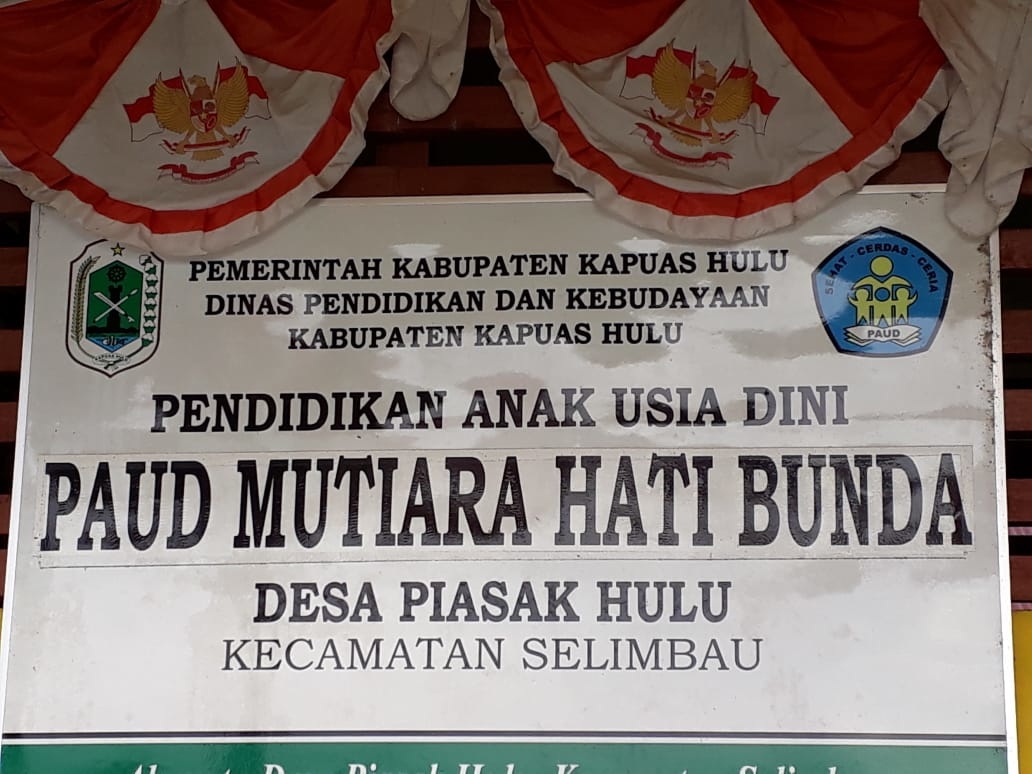 PEMERINTAH KABUPATEN KAPUAS HULU
DINAS PENDIDIKAN DAN KEBUDAYAAN
KABUPATEN KAPUAS HULU
SEHAT - CERDAS - CERIA
PAUD
PENDIDIKAN ANAK USIA DINI
PAUD MUTIARA HATI BUNDA
DESA PIASAK HULU
KECAMATAN SELIMBAU